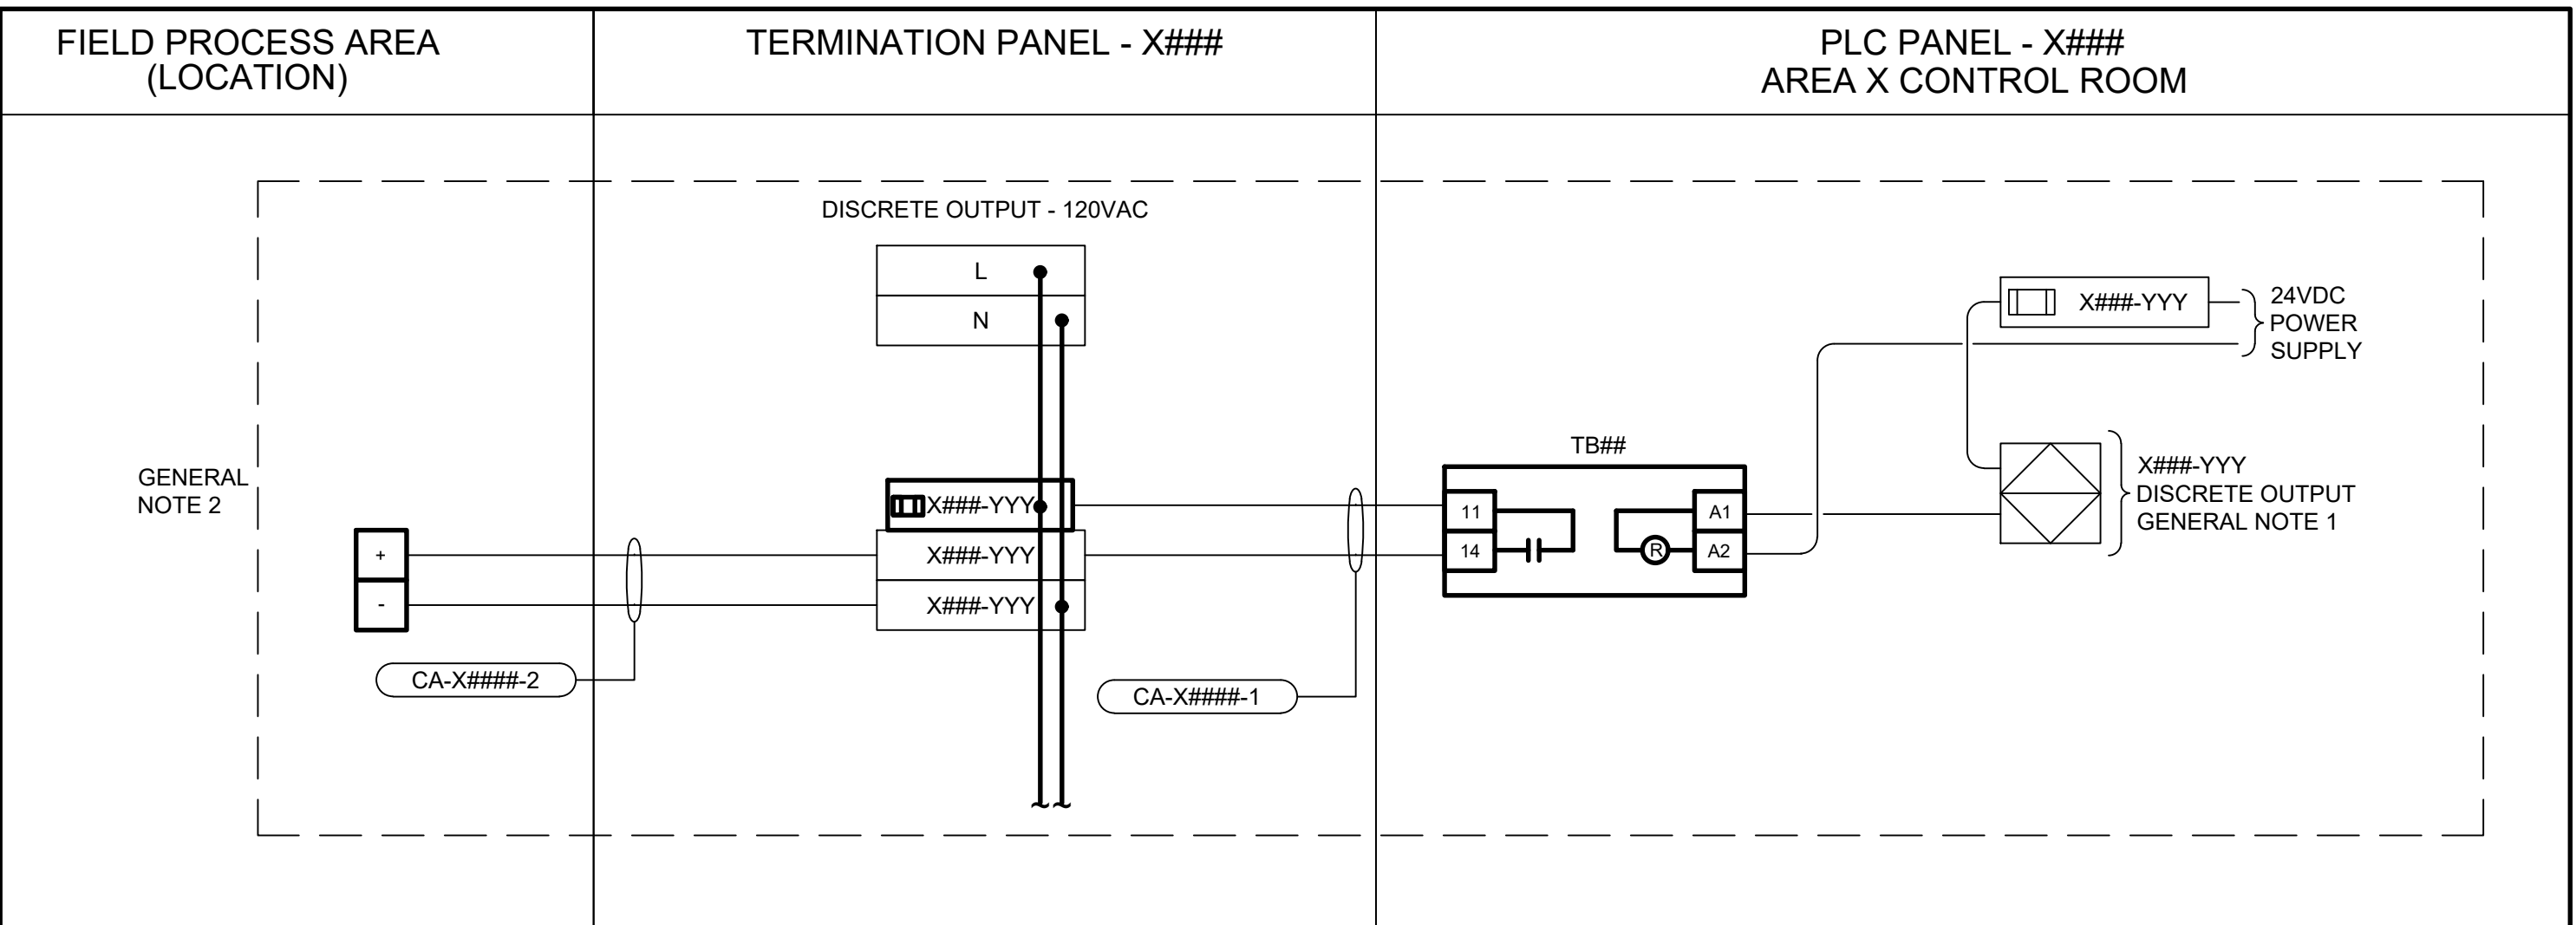 FIELD PROCESS AREA
(LOCATION)
TERMINATION PANEL - X###
PLC PANEL - X###
AREA X CONTROL ROOM
DISCRETE OUTPUT - 120VAC
L
N
X###-YYY
24VDC
POWER
SUPPLY
GENERAL
NOTE 2
TB##
X###-YYY
DISCRETE OUTPUT
GENERAL NOTE 1
X###-YYY
11
A1
+
X###-YYY
14
R
A2
-
X###-YYY
CA-X####-2
CA-X####-1